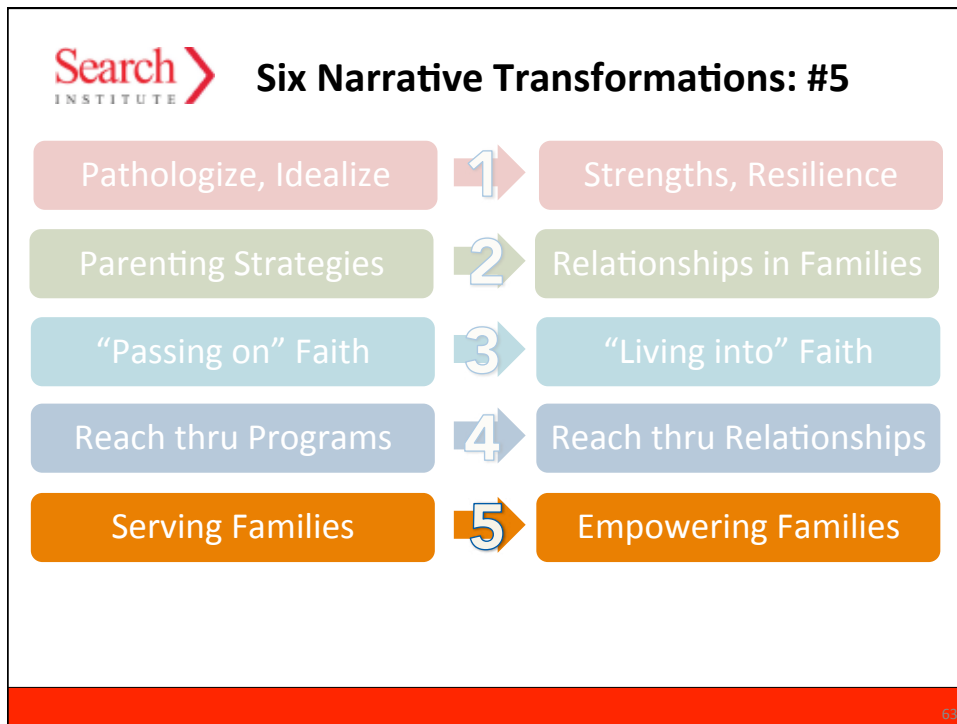 Search
INSTITUTE
Six Narrative Transformations: #5
Pathologize, Idealize 1 Strengths, Resilience
Parenting Strategies 2 Relationships in Families
“Passing on” Faith 3 “Living into” Faith
Reach thru Programs 4 Reach thru Relationships
Serving Families 5 Empowering Families
63